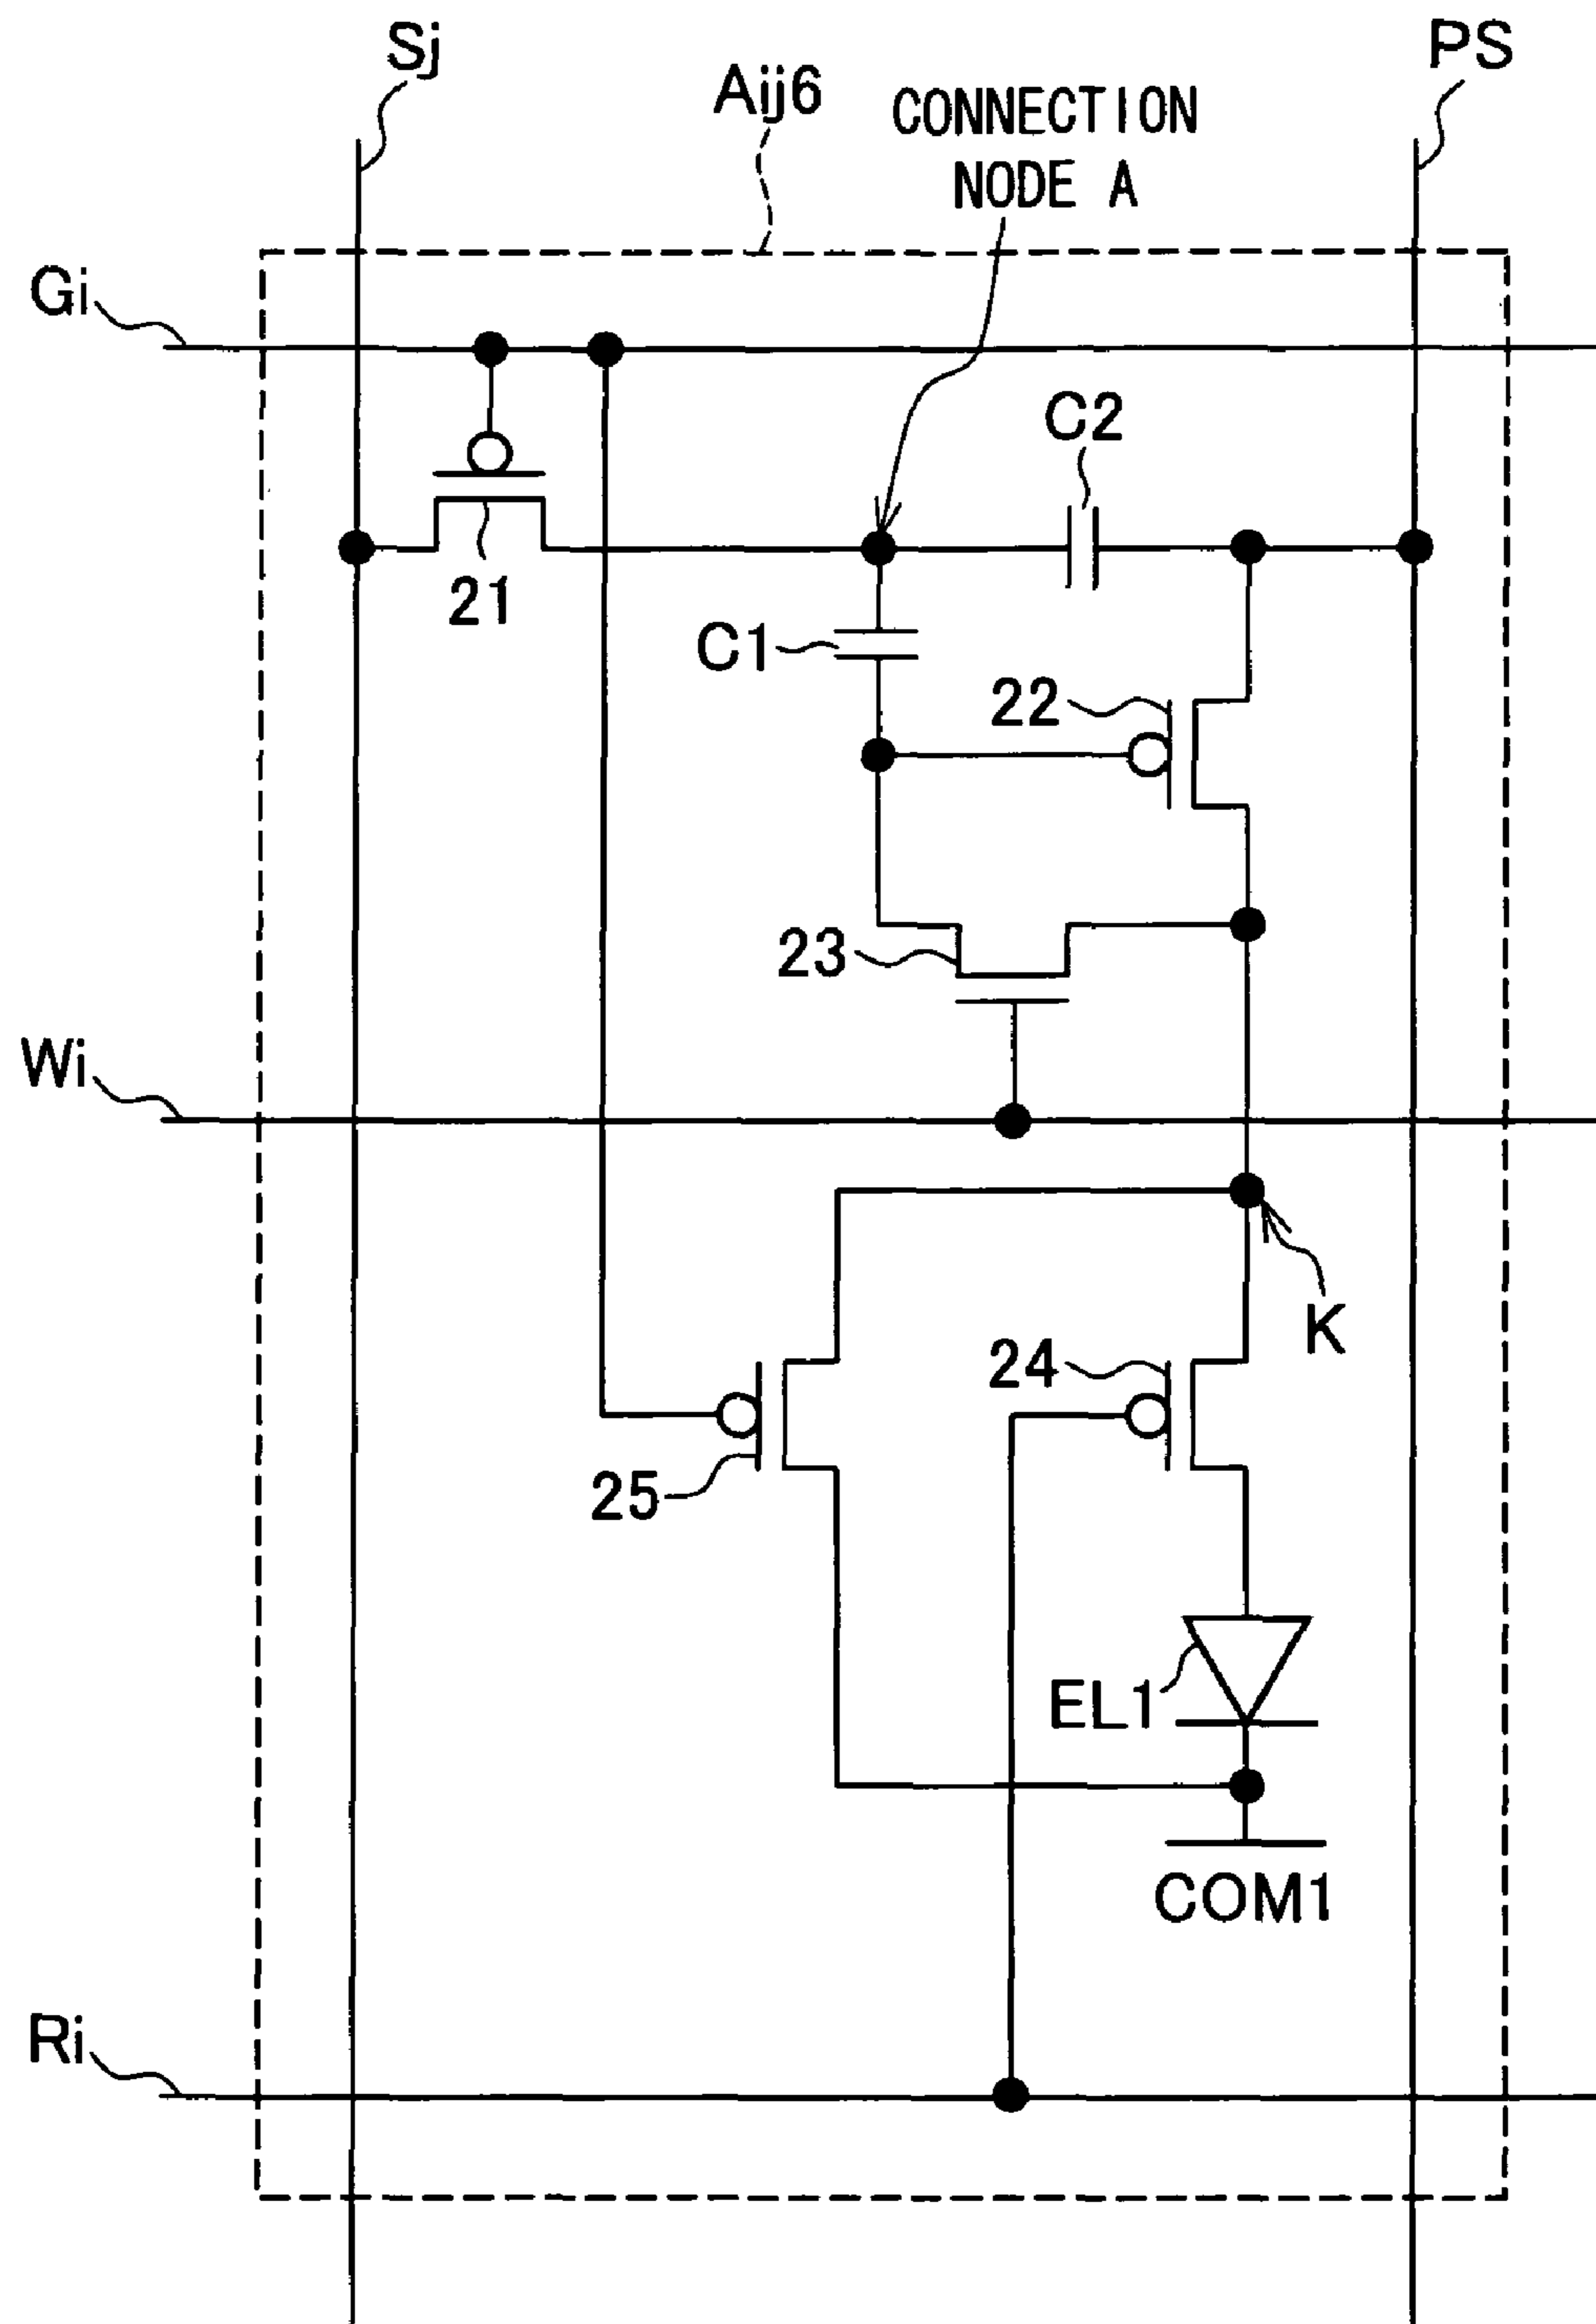 Sj
PS
Aij6
CONNECTION
NODE A
Gi
C2
21
C1
22
23
Wi
K
24
25
EL1
COM1
Ri